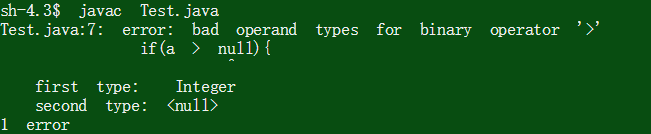 sh-4.3$ javac Test.java
Test.java:7: error: bad operand types for binary operator '>'
if(a > null){
^
first type: Integer
second type: <null>
1 error